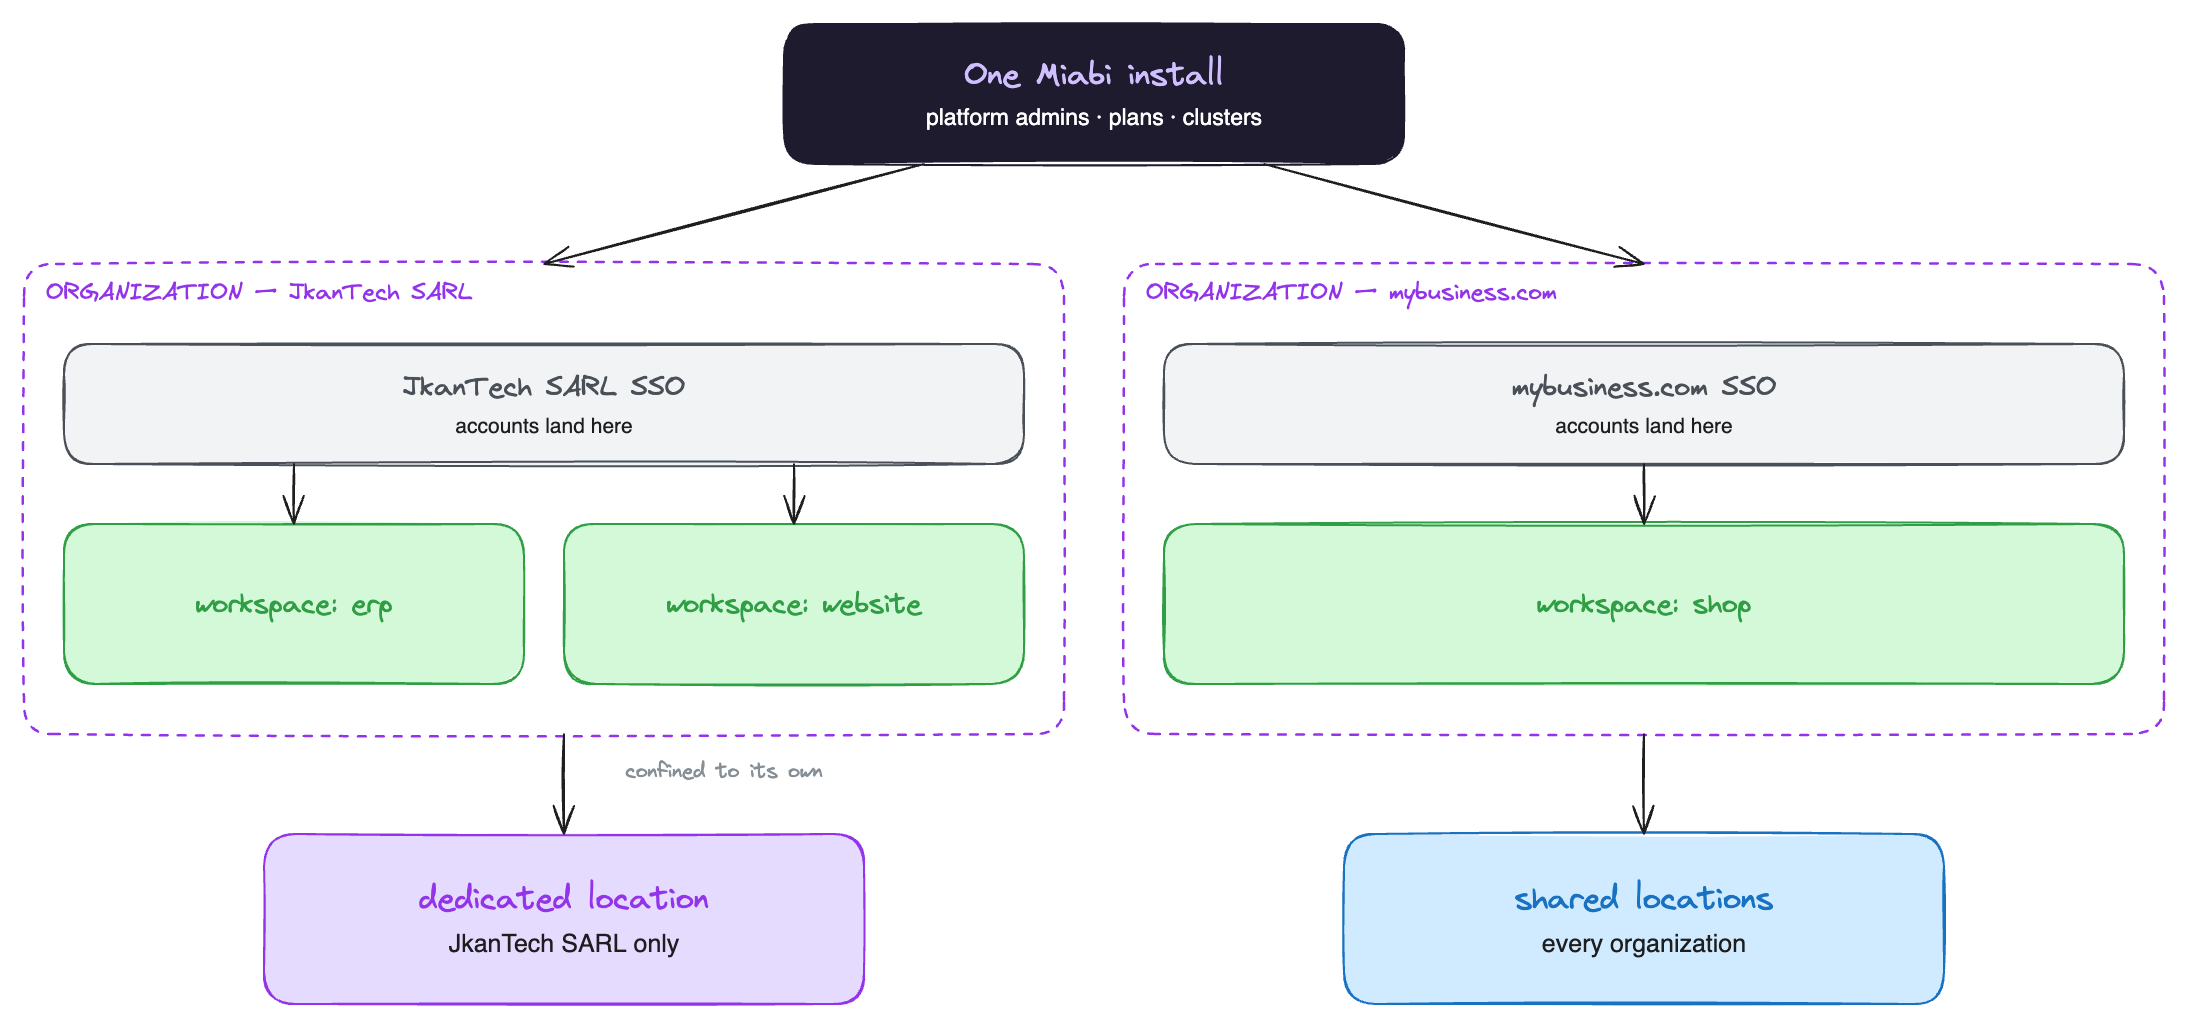 One Miabi install
platform admins · plans · clusters
ORGANIZATION — JkanTech SARL
JkanTech SARL SSO
accounts land here
workspace: erp
workspace: website
ORGANIZATION — mybusiness.com
mybusiness.com SSO
accounts land here
workspace: shop
confined to its own
dedicated location
JkanTech SARL only
shared locations
every organization